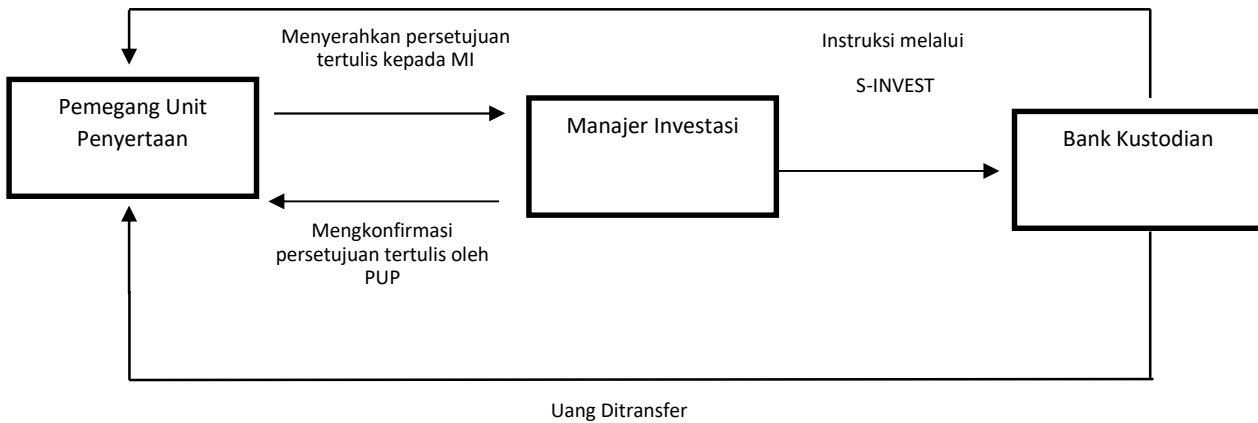 Menyerahkan persetujuan
tertulis kepada MI
Instruksi melalui
S-INVEST
Pemegang Unit
Penyertaan
Manajer Investasi
Bank Kustodian
Mengkonfirmasi
persetujuan tertulis oleh
PUP
Uang Ditransfer